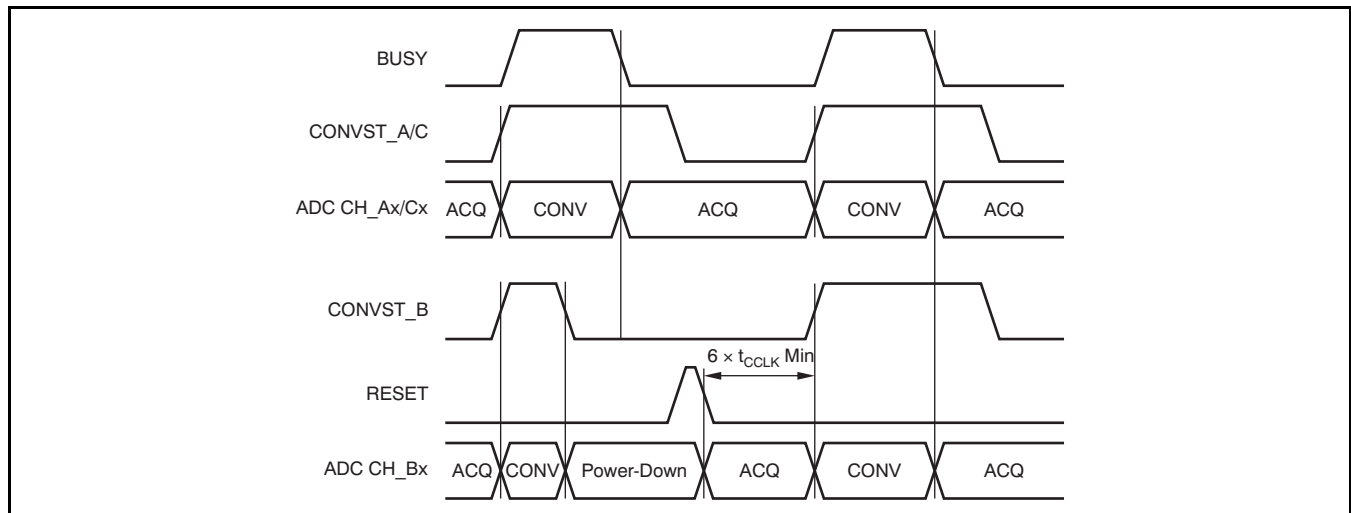 BUSY
CONVST_A/C
ADC CH_Ax/Cx ACQ CONV ACQ CONV ACQ
CONVST_B
6 × tCCLK Min
RESET
ADC CH_Bx ACQ CONV Power-Down ACQ CONV ACQ